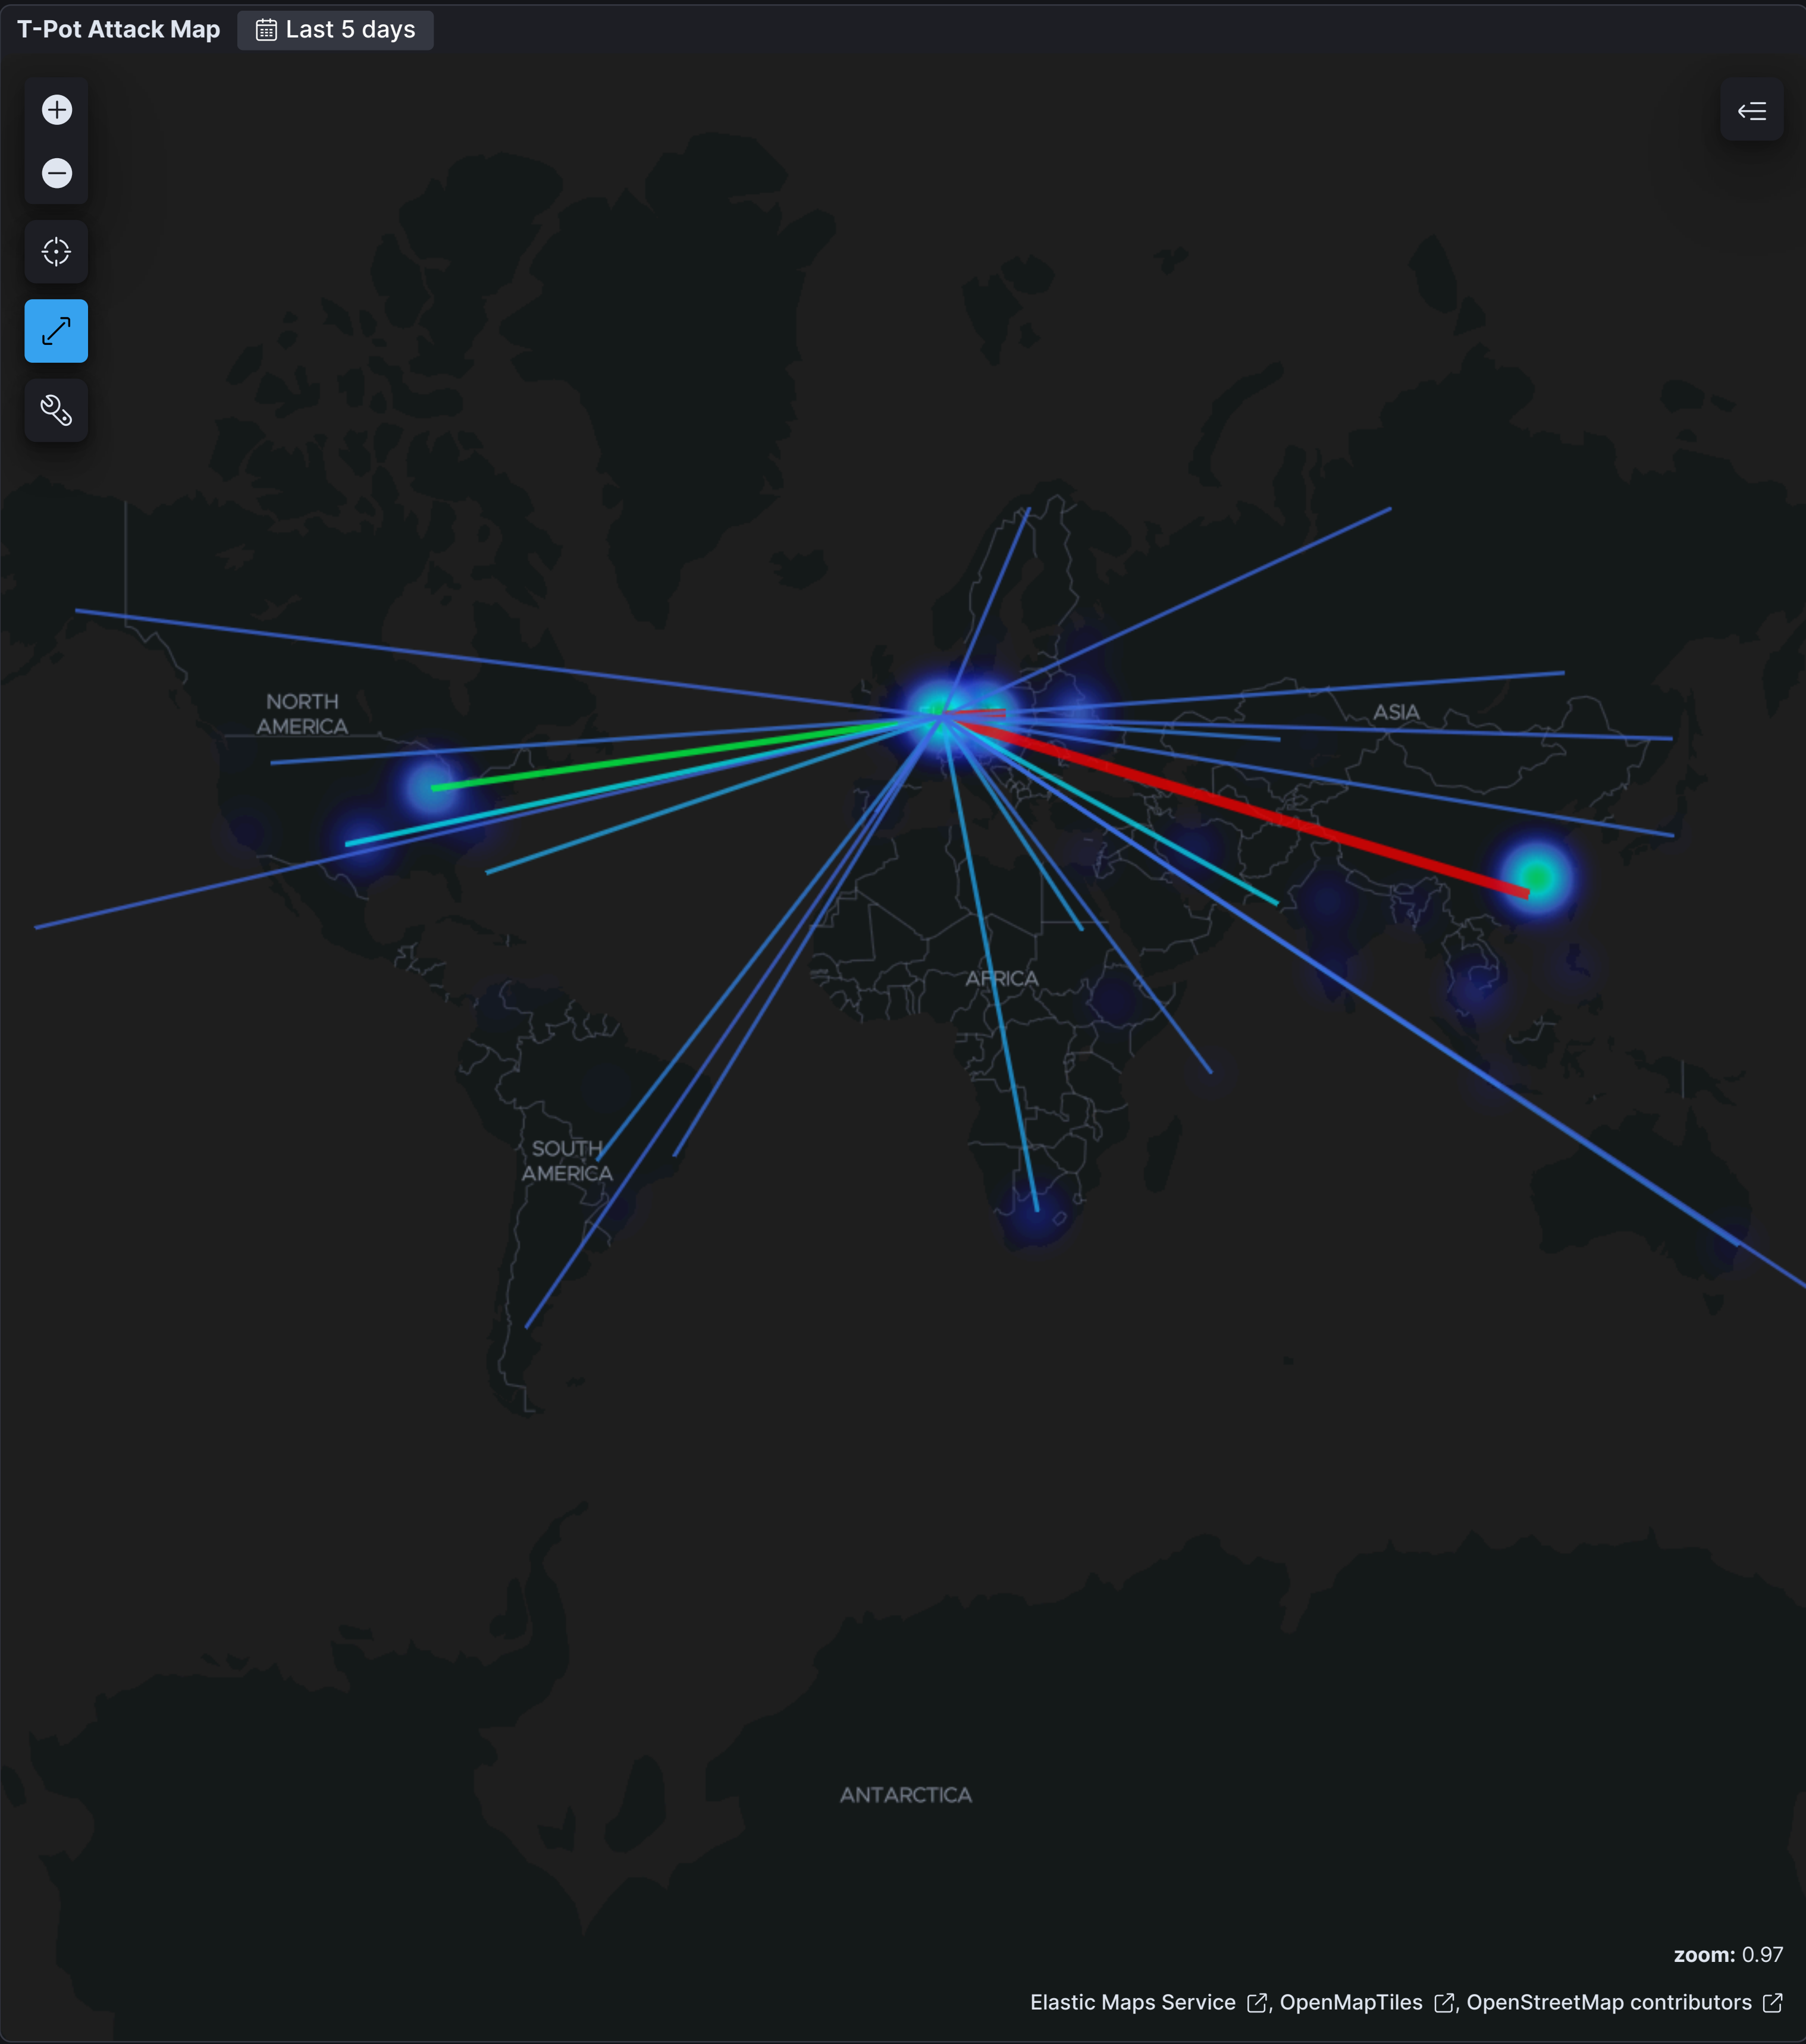 T-Pot Attack Map
Last 5 days
NORTH
AMERICA
ASIA
AFRICA
SOUTH
AMERICA
ANTARCTICA
zoom: 0.97
Elastic Maps Service , OpenMapTiles , OpenStreetMap contributors